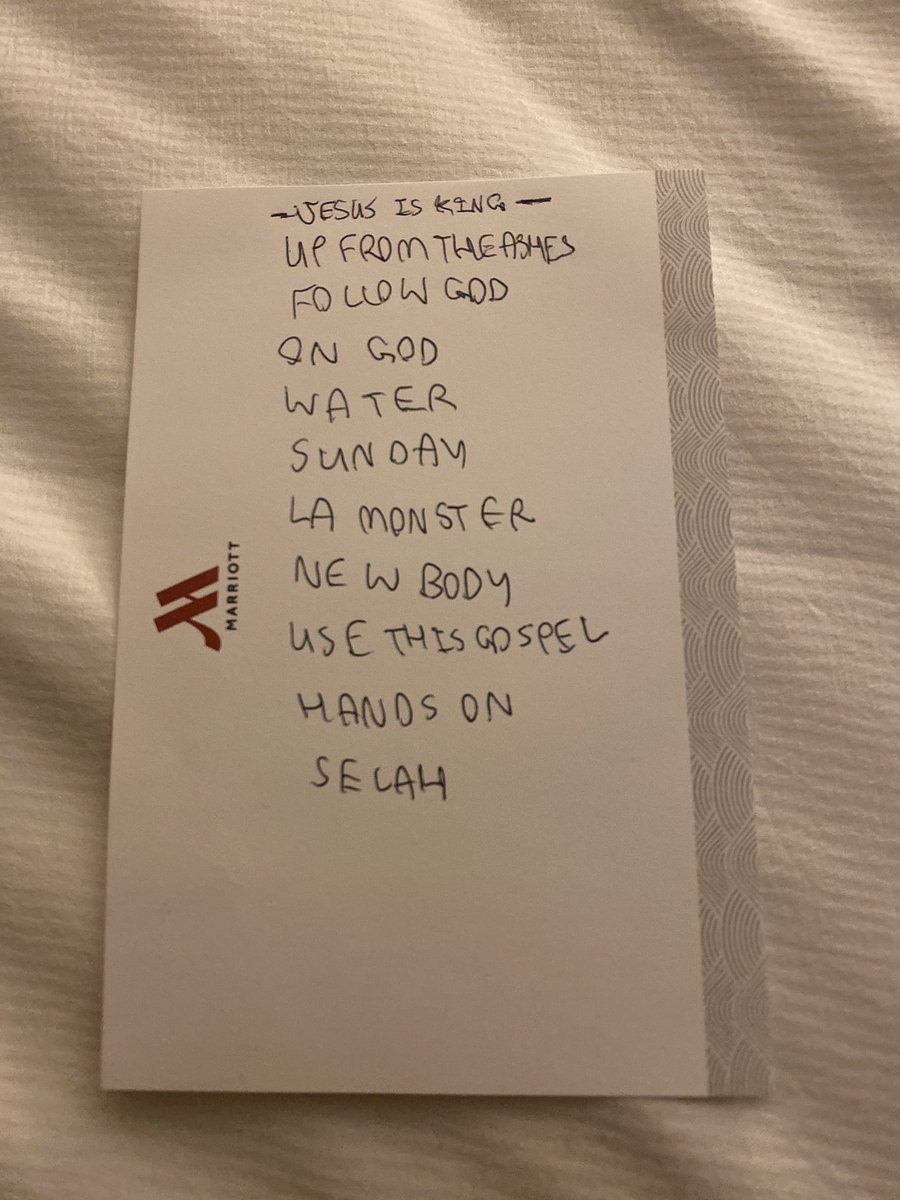 -JESUS IS KING-
UP FROM THE ASHES
FOLLOW GOD
ON GOD
WATER
SUNDAY
LA MONSTER
NEW BODY
USE THIS GOSPEL
HANDS ON
SELAH
MARRIOTT